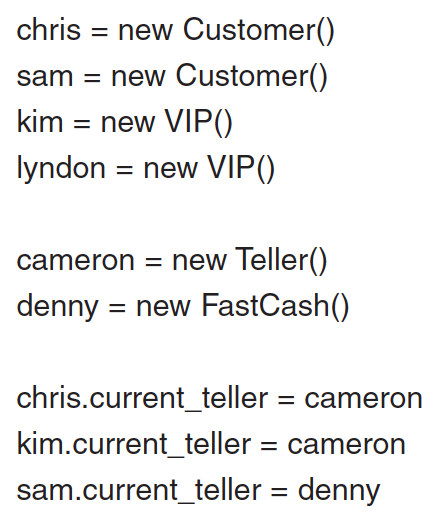 chris = new Customer()
sam = new Customer()
kim = new VIP()
lyndon = new VIP()
cameron = new Teller()
denny = new FastCash()
chris.current_teller = cameron
kim.current_teller = cameron
sam.current_teller = denny